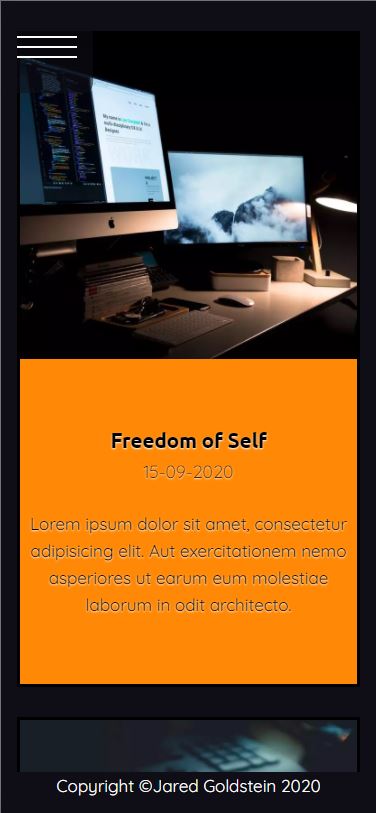 Freedom of Self
15-09-2020
Lorem ipsum dolor sit amet, consectetur
adipisicing elit. Aut exercitationem nemo
asperiores ut earum eum molestiae
laborum in odit architecto.
Copyright ©Jared Goldstein 2020